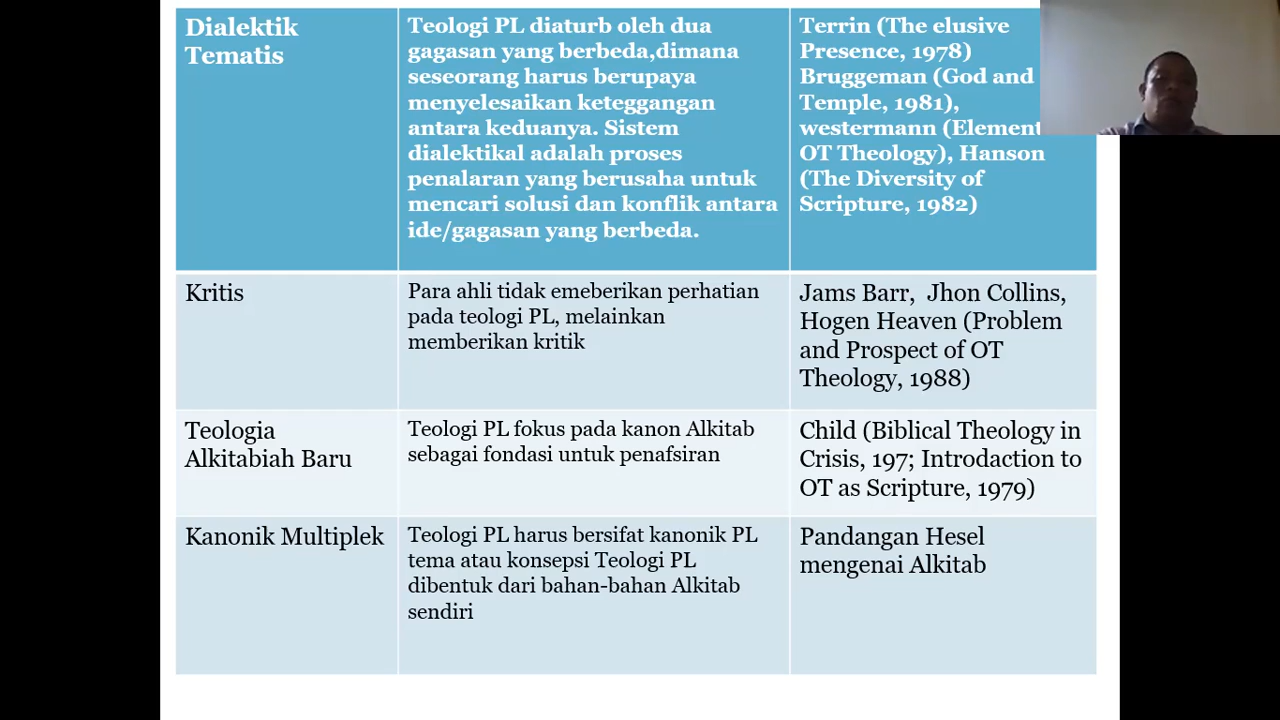 Dialektik
Tematis
Teologi PL diaturb oleh dua
gagasan yang berbeda,dimana
seseorang harus berupaya
menyelesaikan keteggangan
antara keduanya. Sistem
dialektikal adalah proses
penalaran yang berusaha untuk
mencari solusi dan konflik antara
ide/gagasan yang berbeda.
Terrin (The elusive
Presence, 1978)
Bruggeman (God and
Temple, 1981),
westermann (Element
OT Theology), Hanson
(The Diversity of
Scripture, 1982)
Kritis
Para ahli tidak emeberikan perhatian
pada teologi PL, melainkan
memberikan kritik
Jams Barr, Jhon Collins,
Hogen Heaven (Problem
and Prospect of OT
Theology, 1988)
Teologia
Alkitabiah Baru
Teologi PL fokus pada kanon Alkitab
sebagai fondasi untuk penafsiran
Child (Biblical Theology in
Crisis, 197; Introdaction to
OT as Scripture, 1979)
Kanonik Multiplek
Teologi PL harus bersifat kanonik PL
tema atau konsepsi Teologi PL
dibentuk dari bahan-bahan Alkitab
sendiri
Pandangan Hesel
mengenai Alkitab